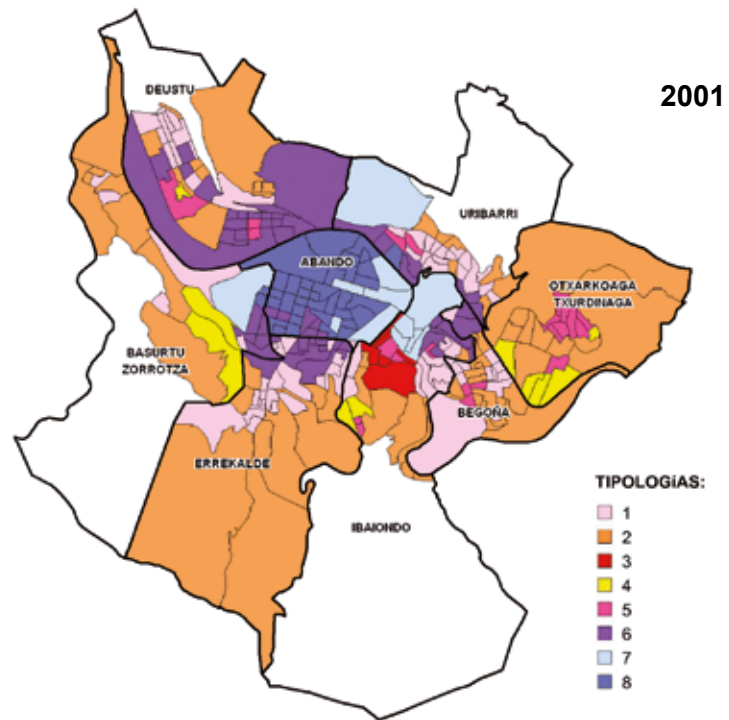 2001
DEUSTU
URIBARRI
ABANDO
OTXARKOAGA
TXURDINAGA
BASURTU
ZORROTZA
BEGOÑA
ERREKALDE
IBAIONDO
TIPOLOGíAS:
1
2
3
4
5
6
7
8